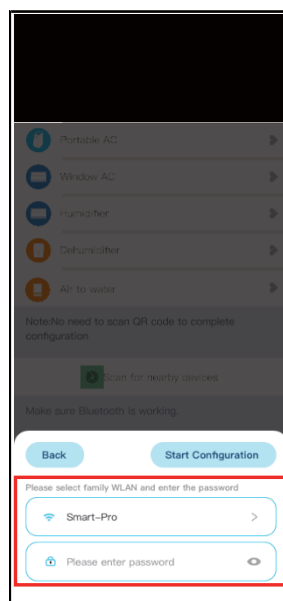 Portable AC
Window AC
Humidifier
Dehumidifier
Air to water
Note:No need to scan QR code to complete
configuration
Scan for nearby devices
Make sure Bluetooth is working.
Back
Start Configuration
Please select family WLAN and enter the password
Smart-Pro
Please enter password